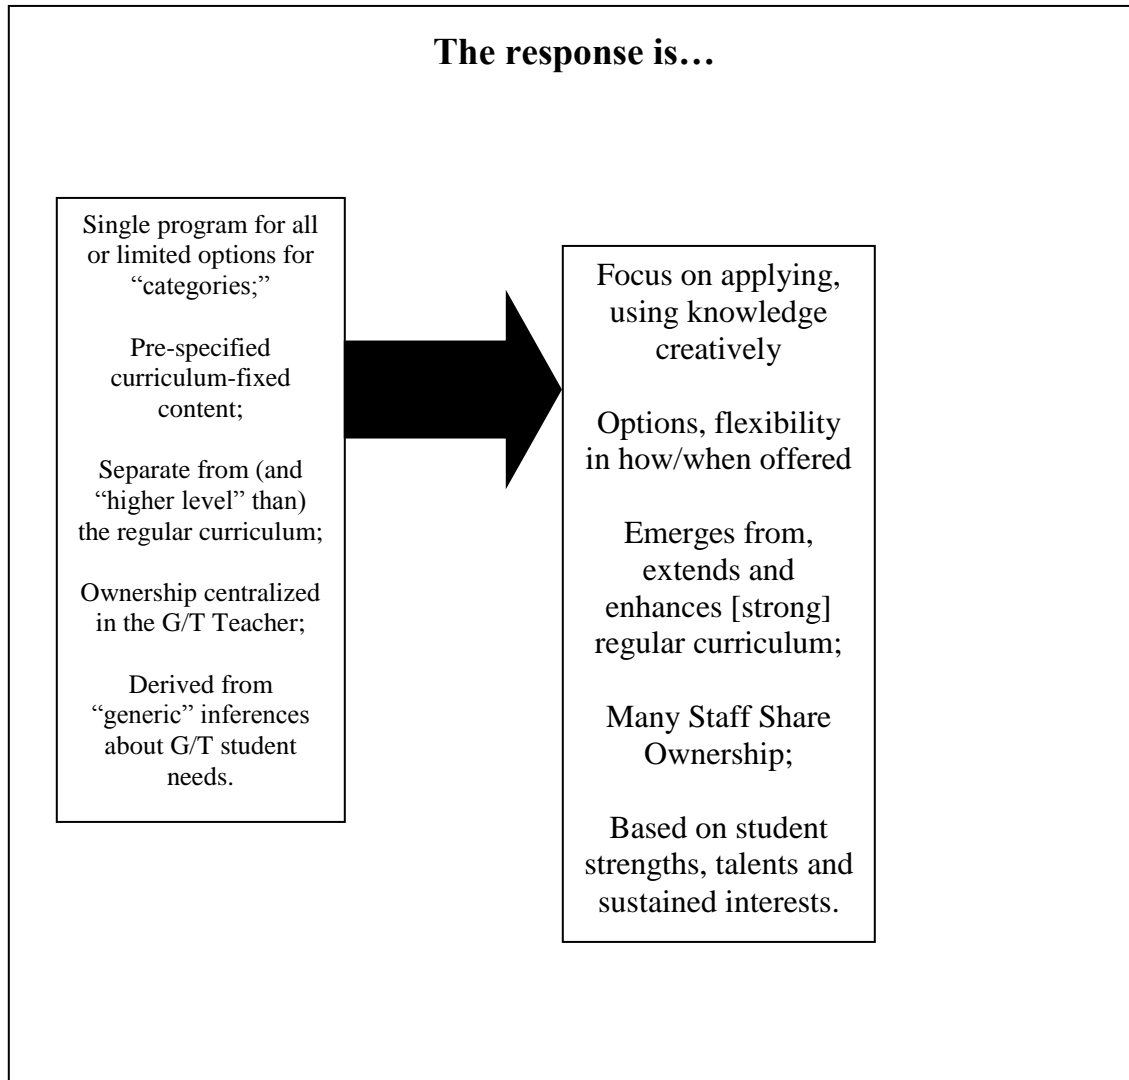 The response is…
Single program for all
or limited options for
“categories;”
Pre-specified
curriculum-fixed
content;
Separate from (and
“higher level” than)
the regular curriculum;
Ownership centralized
in the G/T Teacher;
Derived from
“generic” inferences
about G/T student
needs.
Focus on applying,
using knowledge
creatively
Options, flexibility
in how/when offered
Emerges from,
extends and
enhances [strong]
regular curriculum;
Many Staff Share
Ownership;
Based on student
strengths, talents and
sustained interests.